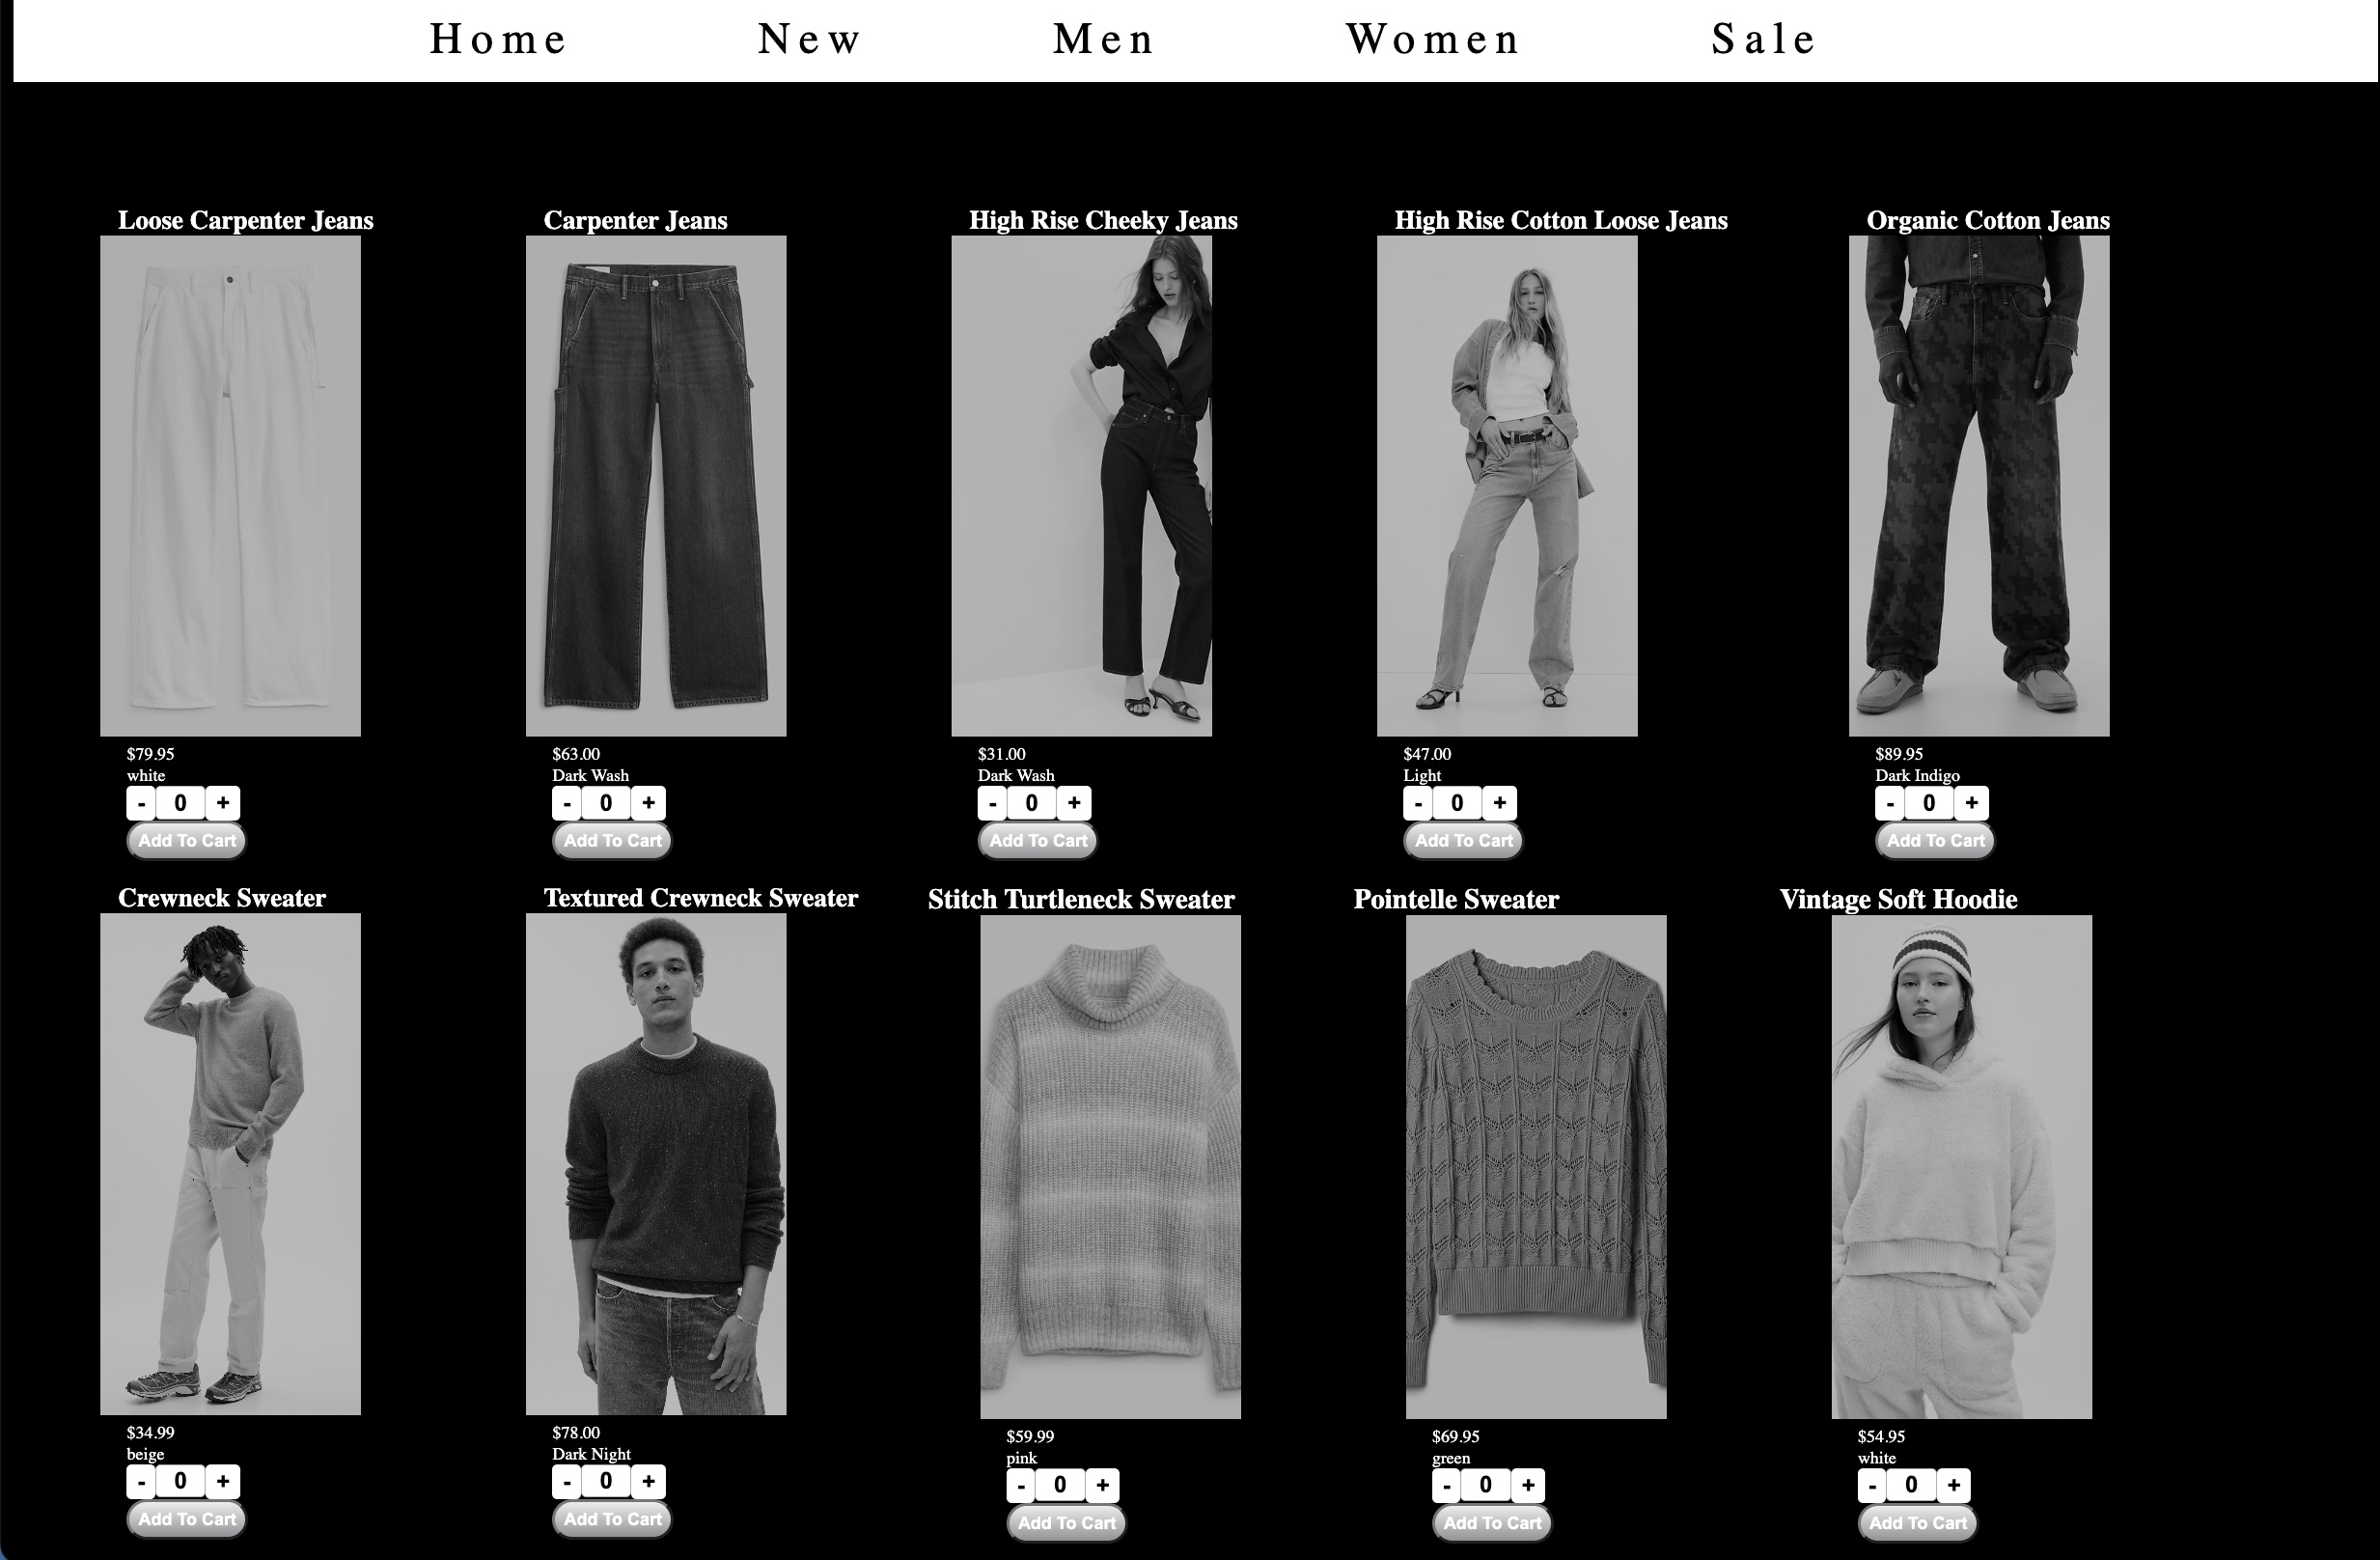 Home New Men Women Sale
Loose Carpenter Jeans
$79.95
white
- 0 +
Add To Cart
Carpenter Jeans
$63.00
Dark Wash
- 0 +
Add To Cart
High Rise Cheeky Jeans
$31.00
Dark Wash
- 0 +
Add To Cart
High Rise Cotton Loose Jeans
$47.00
Light
- 0 +
Add To Cart
Organic Cotton Jeans
$89.95
Dark Indigo
- 0 +
Add To Cart
Crewneck Sweater
$34.99
beige
- 0 +
Add To Cart
Textured Crewneck Sweater
$78.00
Dark Night
- 0 +
Add To Cart
Stitch Turtleneck Sweater
$59.99
pink
- 0 +
Add To Cart
Pointelle Sweater
$69.95
green
- 0 +
Add To Cart
Vintage Soft Hoodie
$54.95
white
- 0 +
Add To Cart